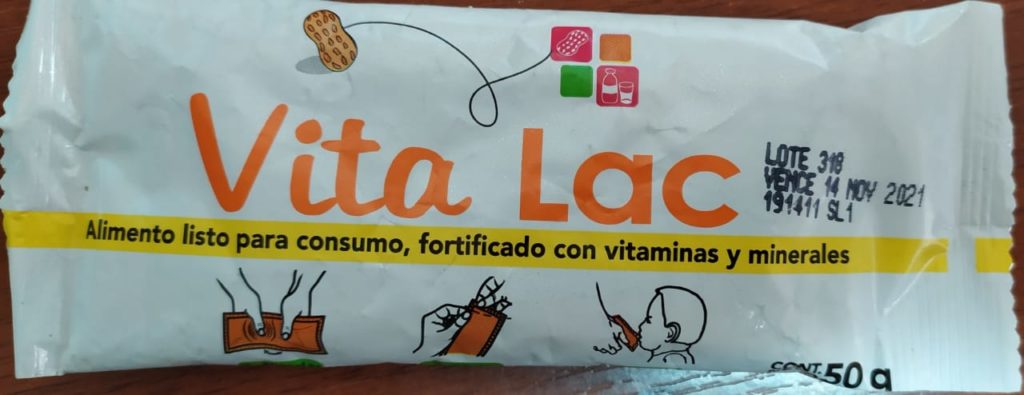 Vita Lac
LOTE 318
VENCE 14 NOV 2021
191411 SL1
Alimento listo para consumo, fortificado con vitaminas y minerales
CONT. 50 g